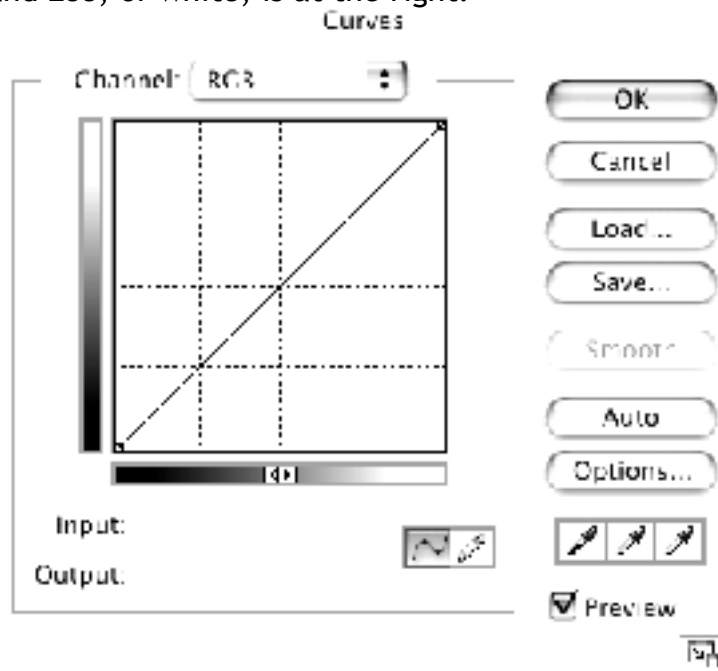 and 255, or white, is at the right.
Curves
Channel: RGB
OK
Cancel
Load...
Save...
Smooth
Auto
Options...
Input:
Output:
Preview